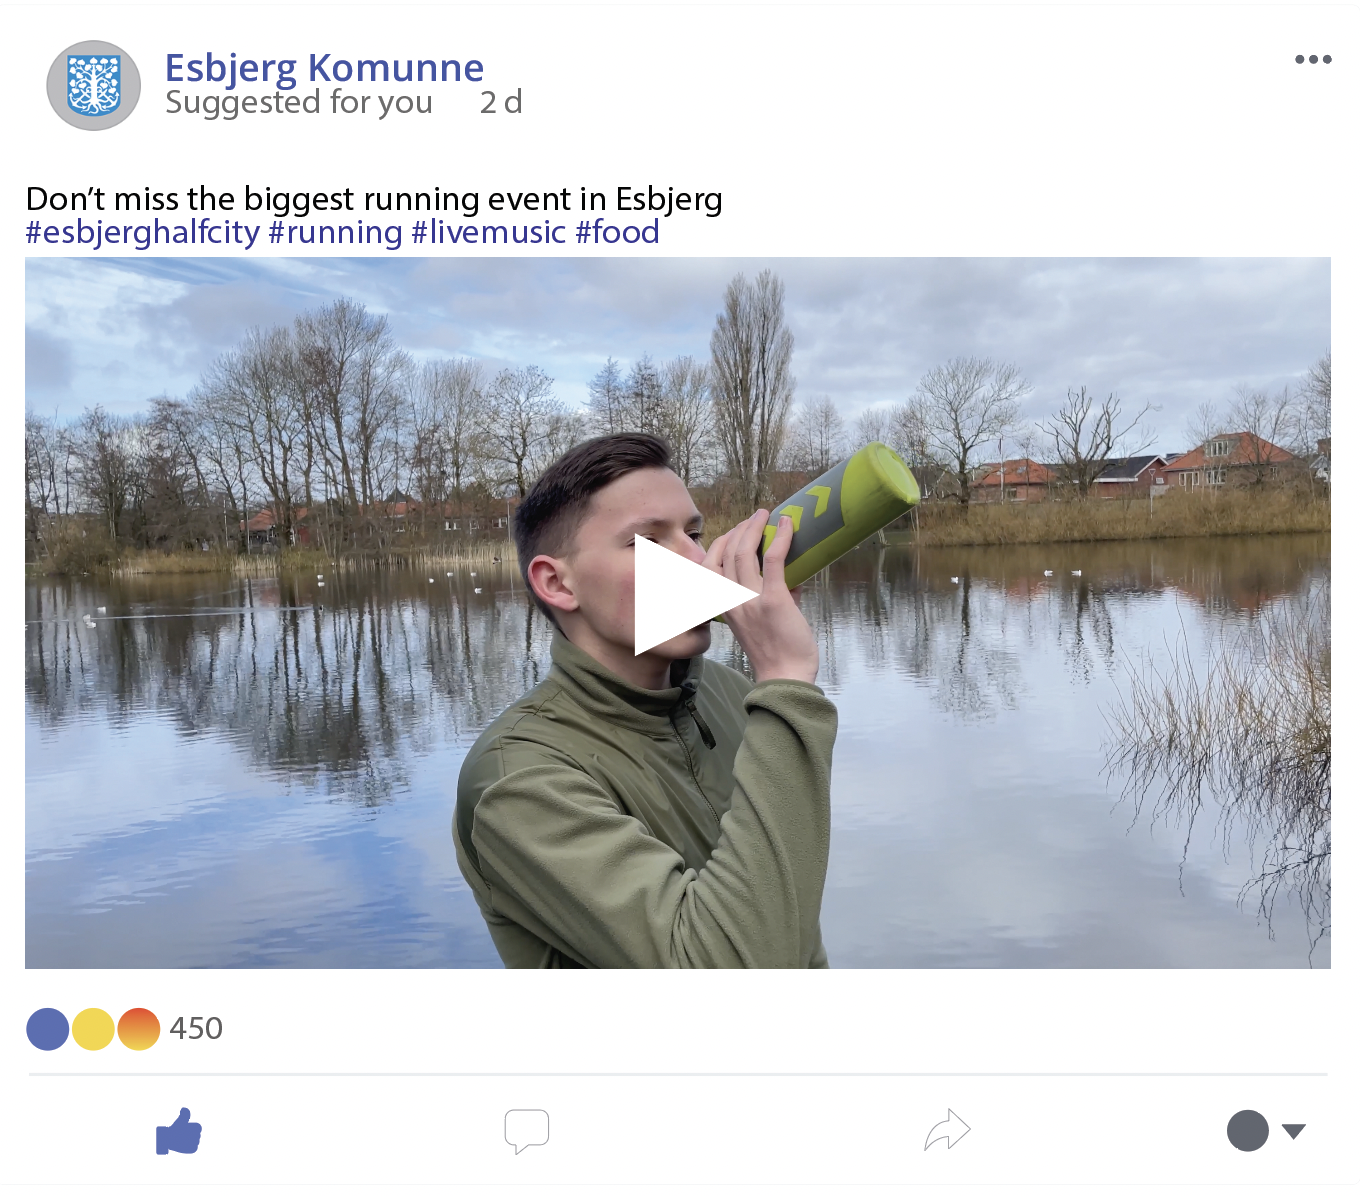 Esbjerg Komunne
Suggested for you 2 d
Don’t miss the biggest running event in Esbjerg
#esbjerghalfcity #running #livemusic #food
450